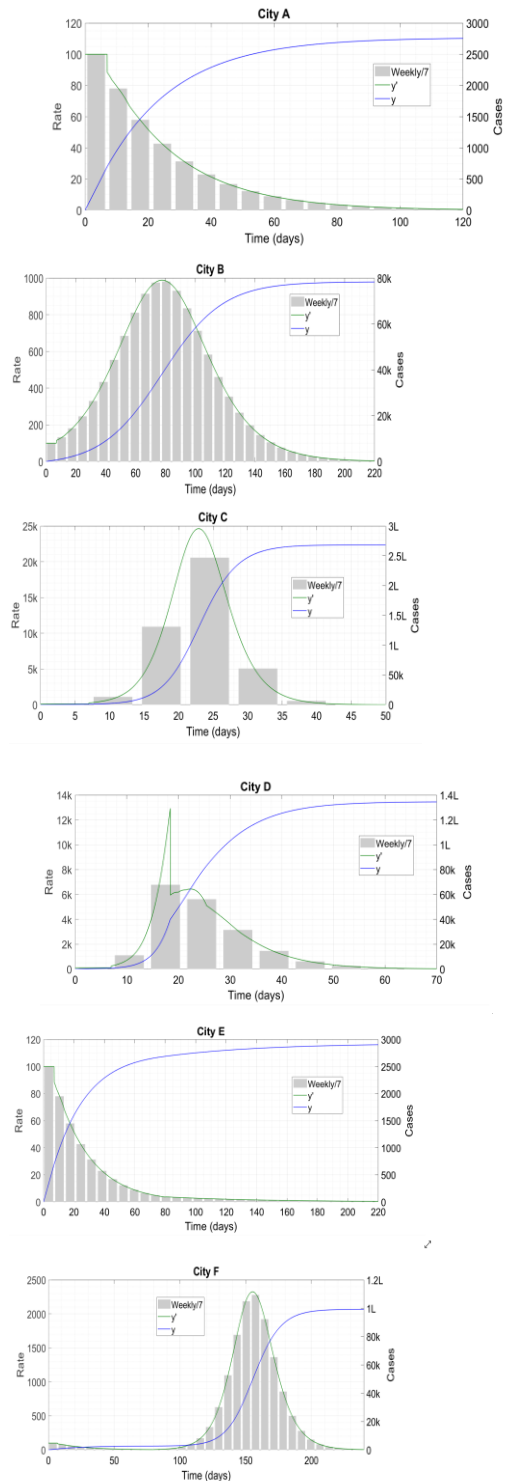 City A
120 3000
100 2500
80 2000
60 1500
40 1000
20 500
0 0
Rate
Cases
Weekly/7
y'
y
0 20 40 60 80 100 120
Time (days)
City B
1000 80k
800 60k
600 40k
400 20k
200
0 0
Rate
Cases
Weekly/7
y'
y
0 20 40 60 80 100 120 140 160 180 200 220
Time (days)
City C
25k 3L
20k 2.5L
15k 2L
10k 1.5L
5k 1L
0 50k
0
Rate
Cases
Weekly/7
y'
y
0 5 10 15 20 25 30 35 40 45 50
Time (days)
City D
14k 1.4L
12k 1.2L
10k 1L
8k 80k
6k 60k
4k 40k
2k 20k
0 0
Rate
Cases
Weekly/7
y'
y
0 10 20 30 40 50 60 70
Time (days)
City E
120 3000
100 2500
80 2000
60 1500
40 1000
20 500
0 0
Rate
Cases
Weekly/7
y'
y
0 20 40 60 80 100 120 140 160 180 200 220
Time (days)
City F
2500 1.2L
2000 1L
1500 80k
1000 60k
500 40k
0 20k
0
Rate
Cases
Weekly/7
y'
y
0 50 100 150 200
Time (days)